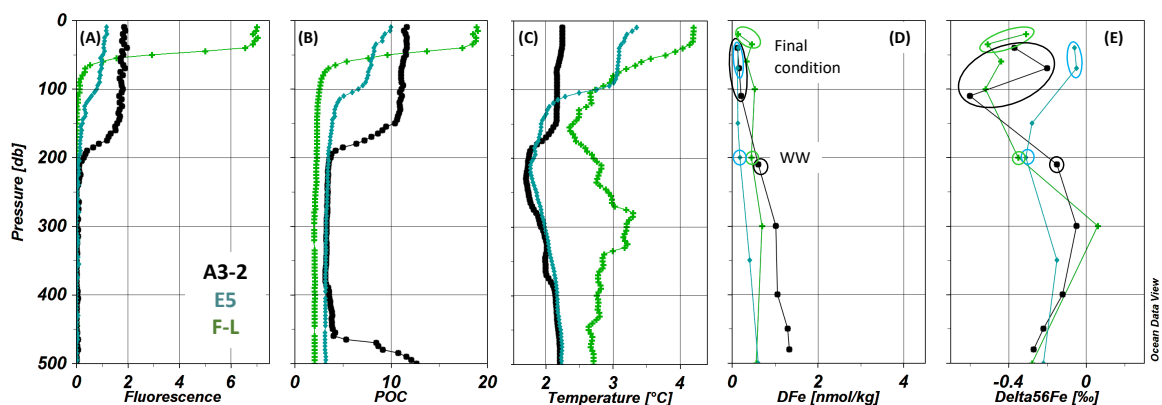 (A) (B) (C) (D) (E)
Final
condition
WW
Pressure [db]
0
100
200
300
400
500
A3-2
E5
F-L
0 2 4 6 8
Fluorescence
0 10 20
POC
2 3 4
Temperature [°C]
0 2 4 6
DFe [nmol/kg]
-0.4 0
Delta56Fe [‰]
Ocean Data View